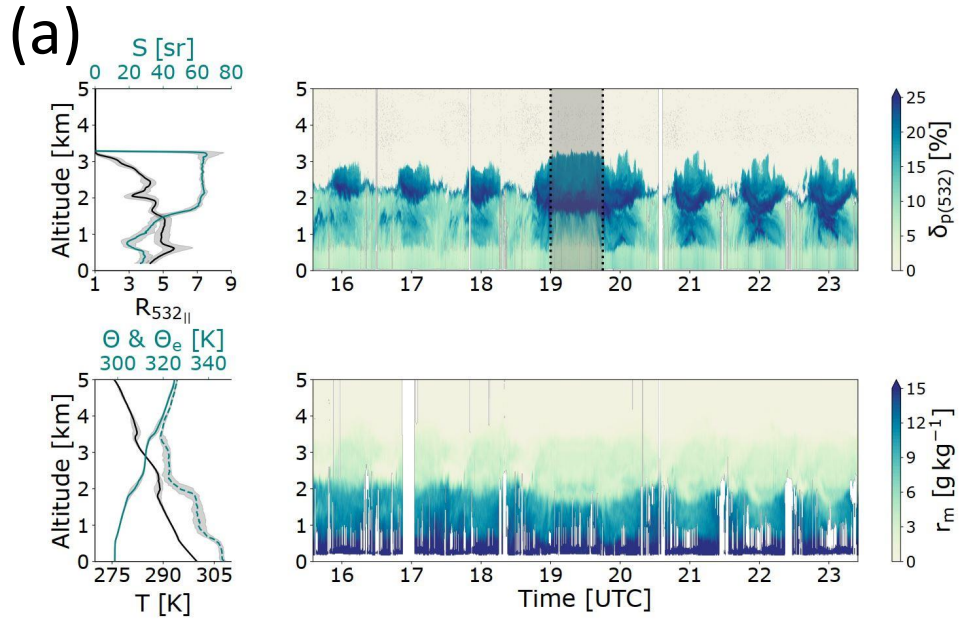 (a)
S [sr]
0 20 40 60 80
5
4
3
2
1
0
Altitude [km]
1 3 5 7 9
R532||
5
4
3
2
1
0
16 17 18 19 20 21 22 23
25
20
15
10
5
0
δp(532) [%]
Θ & Θe [K]
300 320 340
5
4
3
2
1
0
Altitude [km]
275 290 305
T [K]
5
4
3
2
1
0
16 17 18 19 20 21 22 23
Time [UTC]
15
12
9
6
3
0
rm [g kg−1]